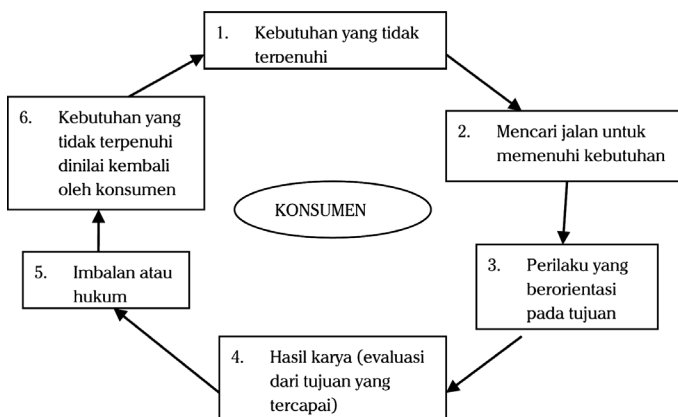 1. Kebutuhan yang tidak
terpenuhi
2. Mencari jalan untuk
memenuhi kebutuhan
3. Perilaku yang
berorientasi
pada tujuan
4. Hasil karya (evaluasi
dari tujuan yang
tercapai)
5. Imbalan atau
hukum
6. Kebutuhan yang
tidak terpenuhi
dinilai kembali
oleh konsumen
KONSUMEN